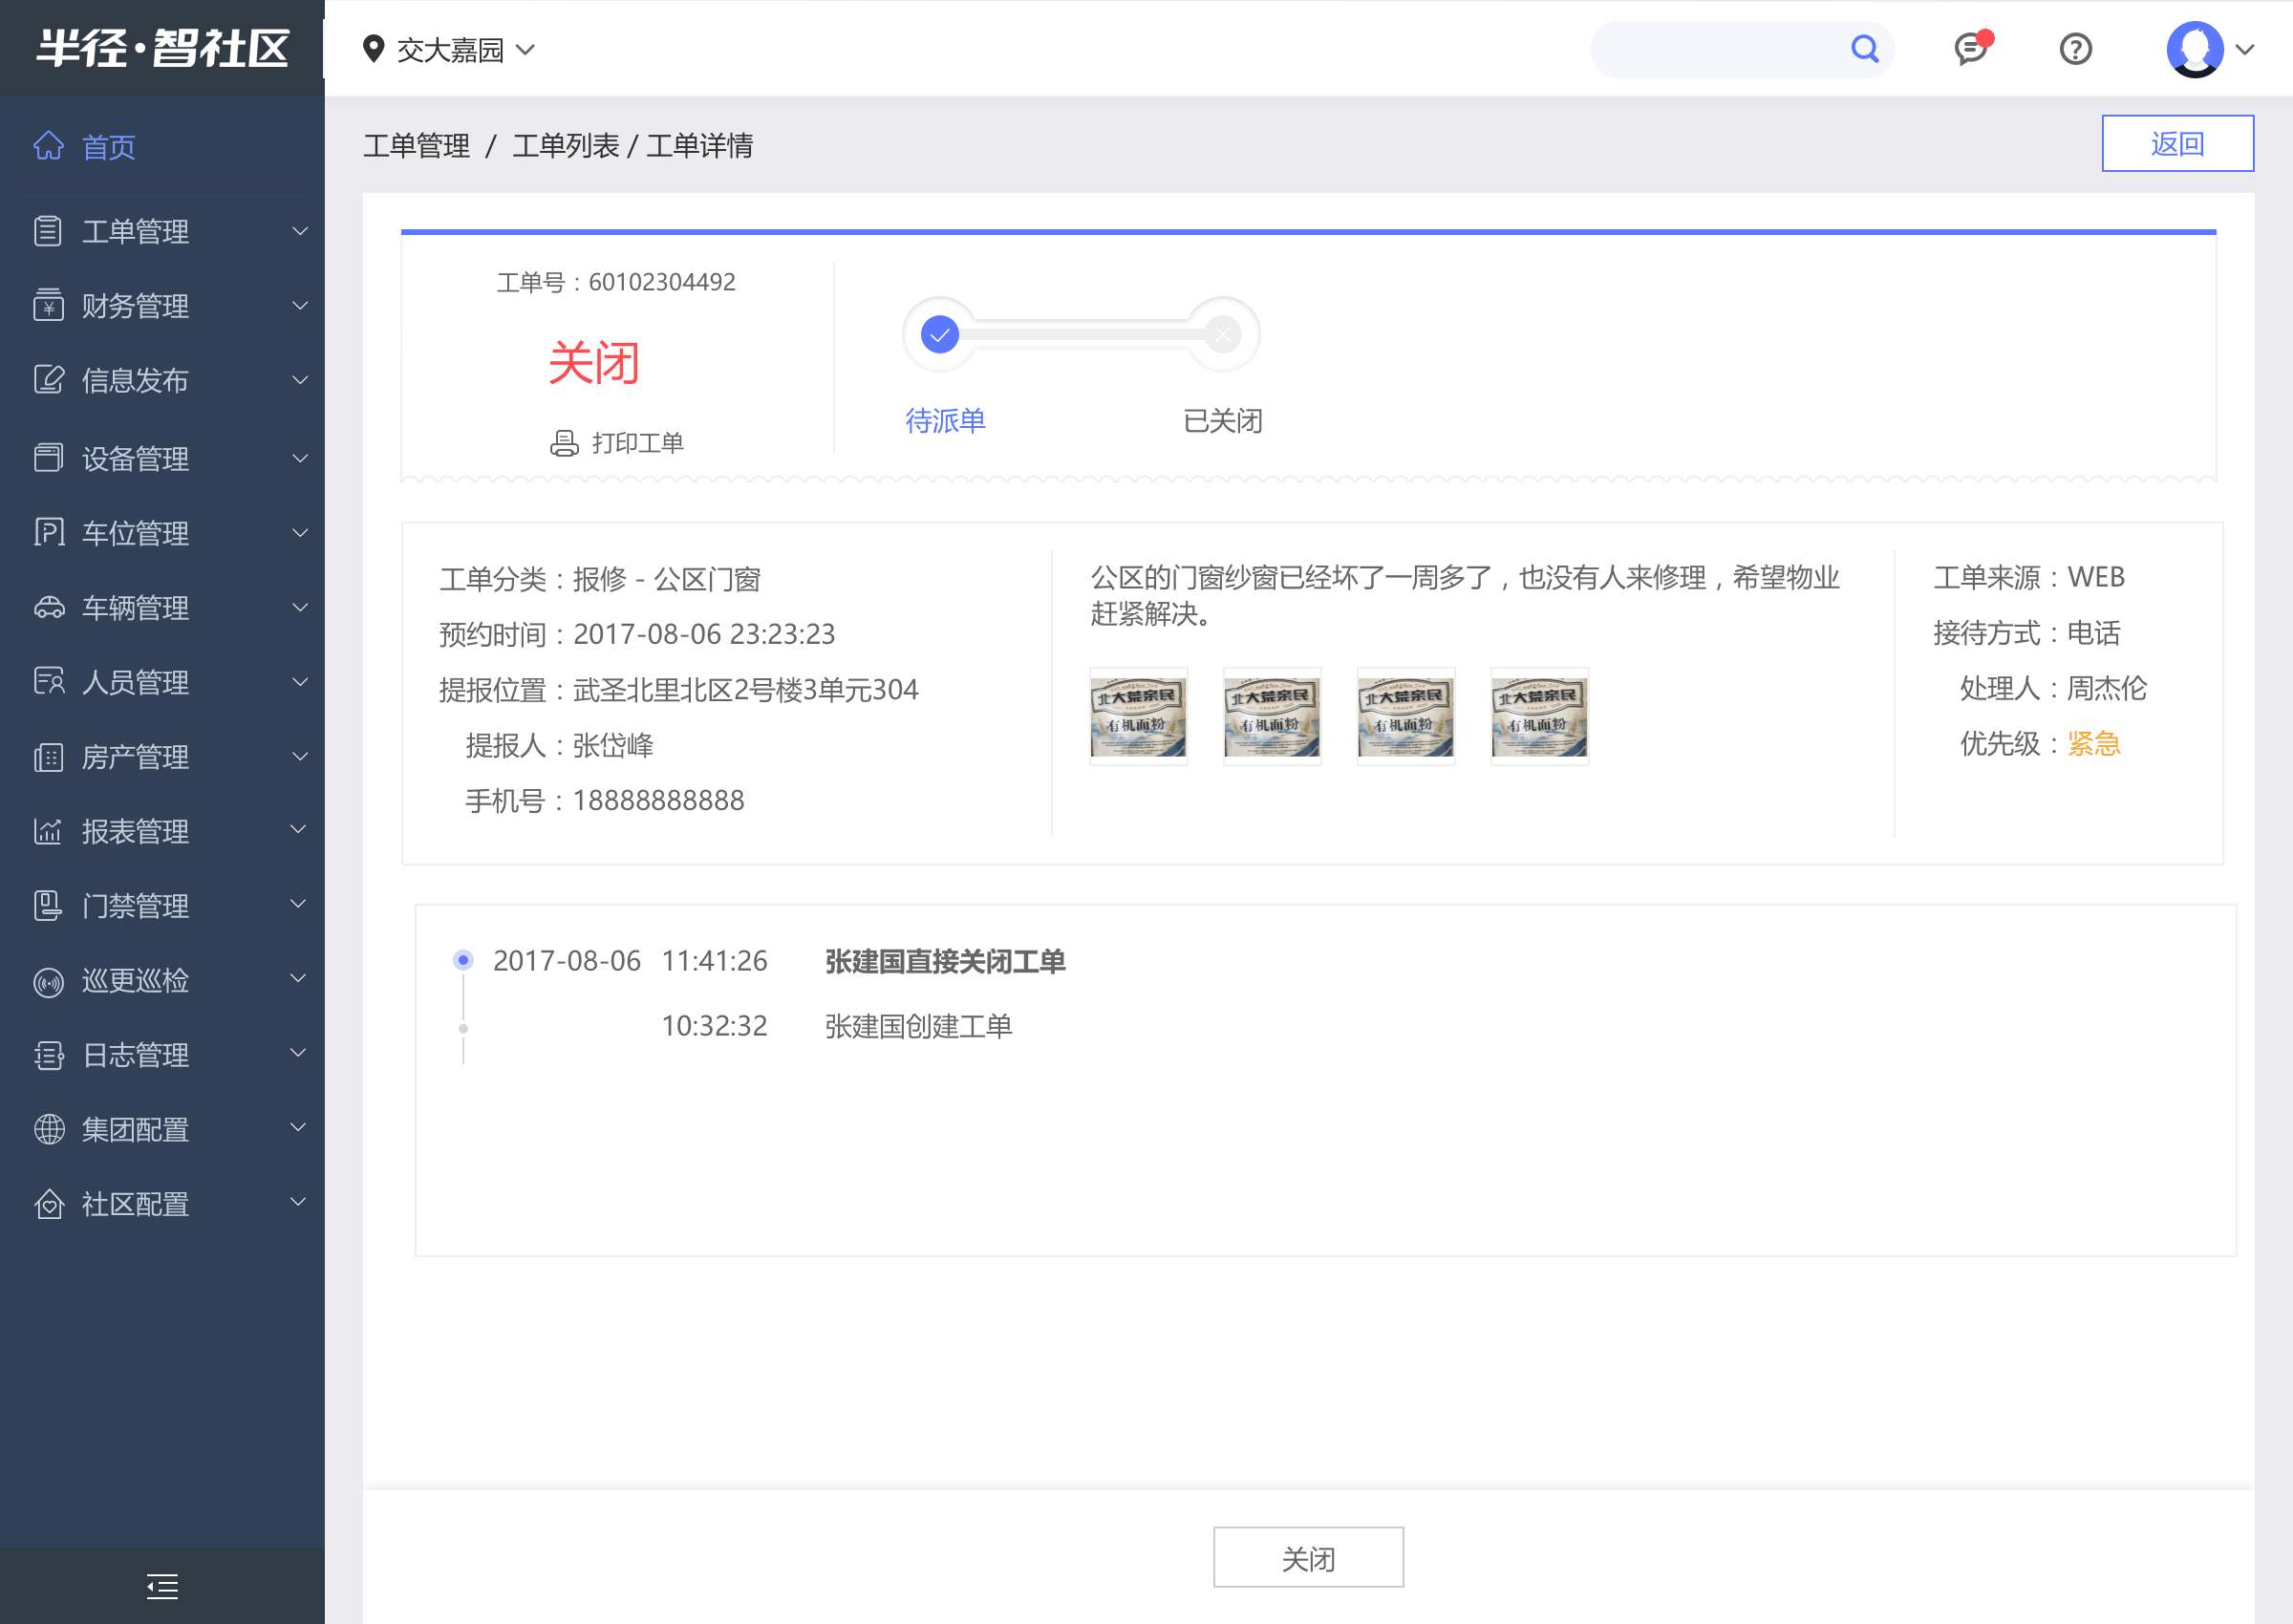 半径·智社区
交大嘉园
首页
工单管理
财务管理
信息发布
设备管理
车位管理
车辆管理
人员管理
房产管理
报表管理
门禁管理
巡更巡检
日志管理
集团配置
社区配置
工单管理 / 工单列表 / 工单详情
返回
工单号：60102304492
关闭
打印工单
待派单
已关闭
工单分类：报修 - 公区门窗
预约时间：2017-08-06 23:23:23
提报位置：武圣北里北区2号楼3单元304
提报人：张岱峰
手机号：18888888888
公区的门窗纱窗已经坏了一周多了，也没有人来修理，希望物业
赶紧解决。
北大荒亲民
有机面粉
北大荒亲民
有机面粉
北大荒亲民
有机面粉
北大荒亲民
有机面粉
工单来源：WEB
接待方式：电话
处理人：周杰伦
优先级：紧急
2017-08-06 11:41:26 张建国直接关闭工单
10:32:32 张建国创建工单
关闭